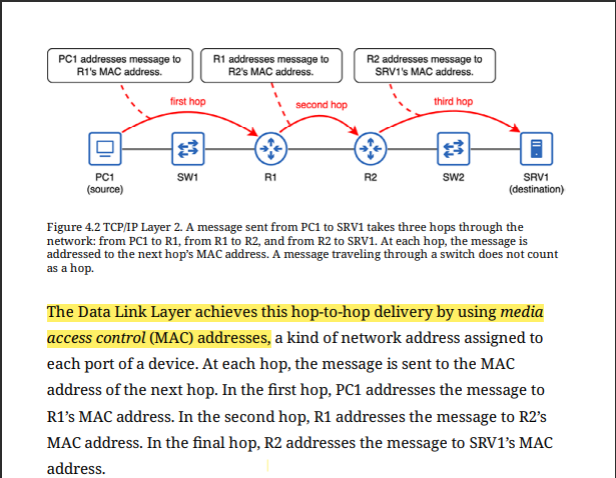 PC1 addresses message to
R1's MAC address.
R1 addresses message to
R2's MAC address.
R2 addresses message to
SRV1's MAC address.
first hop
second hop
third hop
PC1
(source)
SW1
R1
R2
SW2
SRV1
(destination)
Figure 4.2 TCP/IP Layer 2. A message sent from PC1 to SRV1 takes three hops through the
network: from PC1 to R1, from R1 to R2, and from R2 to SRV1. At each hop, the message is
addressed to the next hop's MAC address. A message traveling through a switch does not count
as a hop.
The Data Link Layer achieves this hop-to-hop delivery by using media
access control (MAC) addresses, a kind of network address assigned to
each port of a device. At each hop, the message is sent to the MAC
address of the next hop. In the first hop, PC1 addresses the message to
R1’s MAC address. In the second hop, R1 addresses the message to R2’s
MAC address. In the final hop, R2 addresses the message to SRV1’s MAC
address.